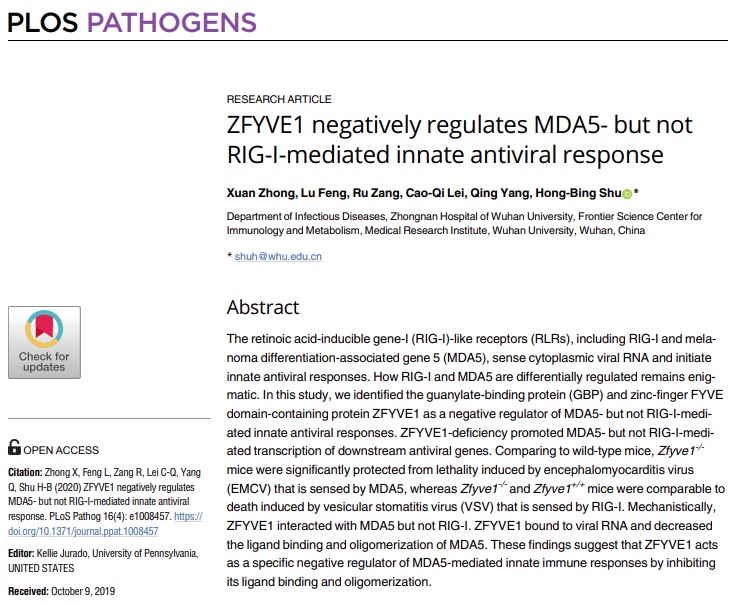 PLOS PATHOGENS
RESEARCH ARTICLE
ZFYVE1 negatively regulates MDA5- but not
RIG-I-mediated innate antiviral response
Xuan Zhong, Lu Feng, Ru Zang, Cao-Qi Lei, Qing Yang, Hong-Bing Shu iD *
Department of Infectious Diseases, Zhongnan Hospital of Wuhan University, Frontier Science Center for
Immunology and Metabolism, Medical Research Institute, Wuhan University, Wuhan, China
* shuh@whu.edu.cn
Check for
updates
OPEN ACCESS
Citation: Zhong X, Feng L, Zang R, Lei C-Q, Yang
Q, Shu H-B (2020) ZFYVE1 negatively regulates
MDA5- but not RIG-I-mediated innate antiviral
response. PLoS Pathog 16(4): e1008457. https://
doi.org/10.1371/journal.ppat.1008457
Editor: Kellie Jurado, University of Pennsylvania,
UNITED STATES
Received: October 9, 2019
Abstract
The retinoic acid-inducible gene-I (RIG-I)-like receptors (RLRs), including RIG-I and mela-
noma differentiation-associated gene 5 (MDA5), sense cytoplasmic viral RNA and initiate
innate antiviral responses. How RIG-I and MDA5 are differentially regulated remains enig-
matic. In this study, we identified the guanylate-binding protein (GBP) and zinc-finger FYVE
domain-containing protein ZFYVE1 as a negative regulator of MDA5- but not RIG-I-medi-
ated innate antiviral responses. ZFYVE1-deficiency promoted MDA5- but not RIG-I-medi-
ated transcription of downstream antiviral genes. Comparing to wild-type mice, Zfyve1-/-
mice were significantly protected from lethality induced by encephalomyocarditis virus
(EMCV) that is sensed by MDA5, whereas Zfyve1-/- and Zfyve1+/+ mice were comparable to
death induced by vesicular stomatitis virus (VSV) that is sensed by RIG-I. Mechanistically,
ZFYVE1 interacted with MDA5 but not RIG-I. ZFYVE1 bound to viral RNA and decreased
the ligand binding and oligomerization of MDA5. These findings suggest that ZFYVE1 acts
as a specific negative regulator of MDA5-mediated innate immune responses by inhibiting
its ligand binding and oligomerization.